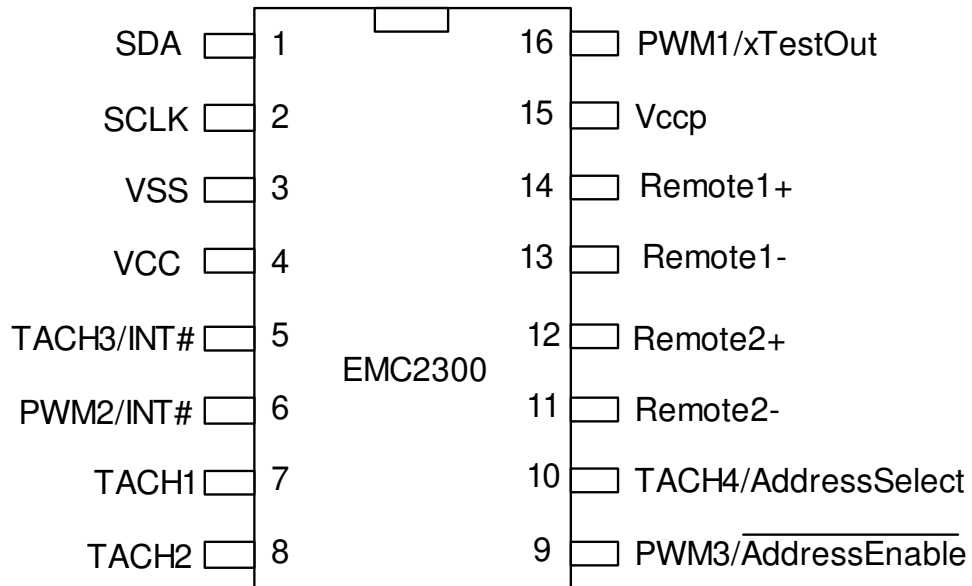 SDA 1 16 PWM1/xTestOut
SCLK 2 15 Vccp
VSS 3 14 Remote1+
VCC 4 13 Remote1-
TACH3/INT# 5 12 Remote2+
EMC2300
PWM2/INT# 6 11 Remote2-
TACH1 7 10 TACH4/AddressSelect
TACH2 8 9 PWM3/AddressEnable